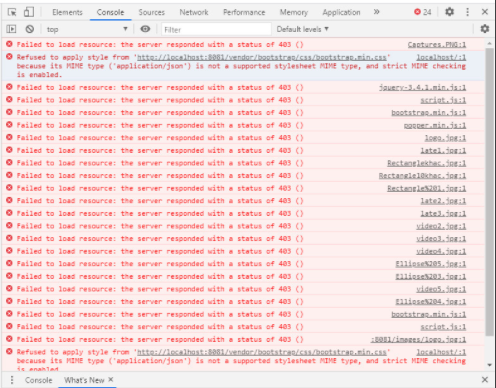 Elements Console Sources Network Performance Memory Application » 24
top Filter Default levels ▼
Failed to load resource: the server responded with a status of 403 () Captures.PNG:1
Refused to apply style from 'http://localhost:8081/vendor/bootstrap/css/bootstrap.min.css' localhost/:1
because its MIME type ('application/json') is not a supported stylesheet MIME type, and strict MIME checking
is enabled.
Failed to load resource: the server responded with a status of 403 () jquery-3.4.1.min.js:1
Failed to load resource: the server responded with a status of 403 () script.js:1
Failed to load resource: the server responded with a status of 403 () bootstrap.min.js:1
Failed to load resource: the server responded with a status of 403 () popper.min.js:1
Failed to load resource: the server responded with a status of 403 () logo.jpg:1
Failed to load resource: the server responded with a status of 403 () late1.jpg:1
Failed to load resource: the server responded with a status of 403 () Rectanglekhac.jpg:1
Failed to load resource: the server responded with a status of 403 () Rectangle10khac.jpg:1
Failed to load resource: the server responded with a status of 403 () Rectangle%201.jpg:1
Failed to load resource: the server responded with a status of 403 () late2.jpg:1
Failed to load resource: the server responded with a status of 403 () late3.jpg:1
Failed to load resource: the server responded with a status of 403 () video2.jpg:1
Failed to load resource: the server responded with a status of 403 () video3.jpg:1
Failed to load resource: the server responded with a status of 403 () video4.jpg:1
Failed to load resource: the server responded with a status of 403 () Ellipse%205.jpg:1
Failed to load resource: the server responded with a status of 403 () Ellipse%203.jpg:1
Failed to load resource: the server responded with a status of 403 () video5.jpg:1
Failed to load resource: the server responded with a status of 403 () Ellipse%204.jpg:1
Failed to load resource: the server responded with a status of 403 () bootstrap.min.js:1
Failed to load resource: the server responded with a status of 403 () script.js:1
Failed to load resource: the server responded with a status of 403 () :8081/images/logo.jpg:1
Refused to apply style from 'http://localhost:8081/vendor/bootstrap/css/bootstrap.min.css' localhost/:1
because its MIME type ('application/json') is not a supported stylesheet MIME type, and strict MIME checking
is enabled.
Console What's New ×